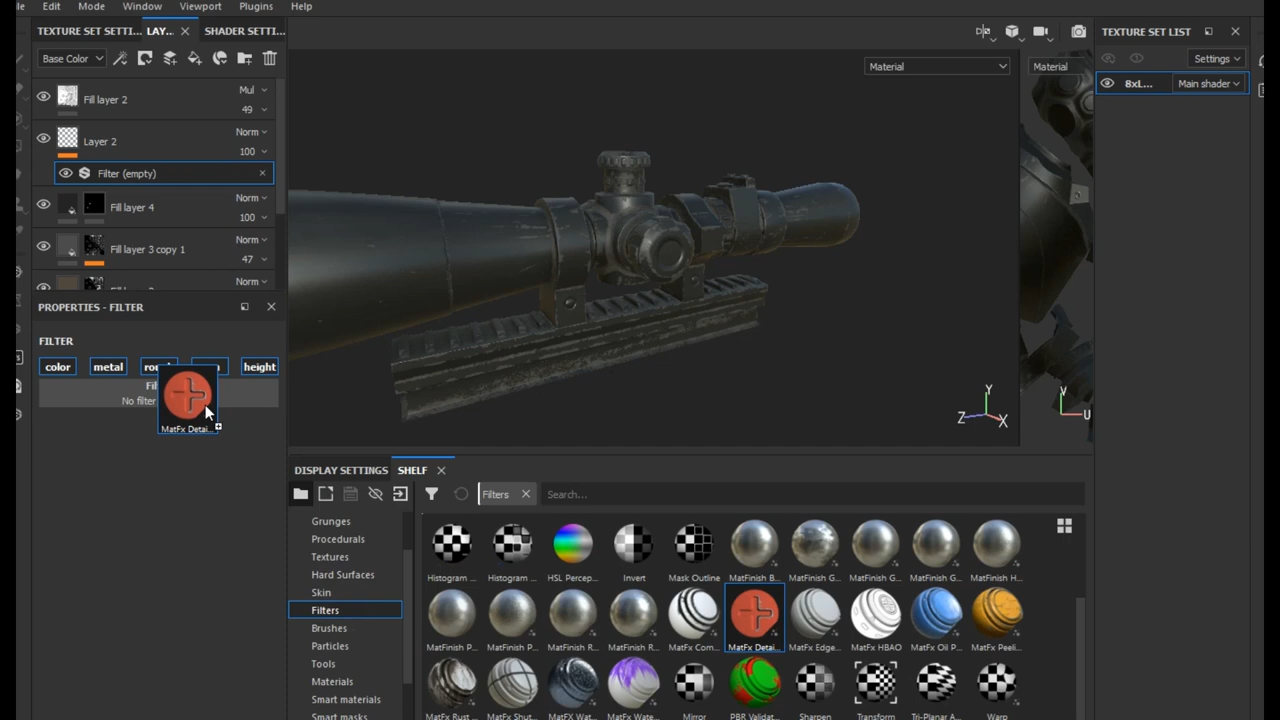 le Edit Mode Window Viewport Plugins Help
TEXTURE SET SETTI... LAY... SHADER SETTI...
Base Color
Fill layer 2 Mul
49
Layer 2 Norm
100
Filter (empty)
Fill layer 4 Norm
100
Fill layer 3 copy 1 Norm
47
Norm
PROPERTIES - FILTER
FILTER
color metal height
No filter
MatFx Detai...
Material
Material
Y
Z X
V
U
TEXTURE SET LIST
Settings
8xL... Main shader
DISPLAY SETTINGS SHELF
Filters Search...
Grunges
Procedurals
Textures
Hard Surfaces
Skin
Filters
Brushes
Particles
Tools
Materials
Smart materials
Smart masks
Histogram ... Histogram ... HSL Percep... Invert Mask Outline MatFinish B... MatFinish G... MatFinish G... MatFinish G... MatFinish H...
MatFinish P... MatFinish P... MatFinish R... MatFinish R... MatFx Com... MatFx Detai... MatFx Edge... MatFx HBAO MatFx Oil P... MatFx Peeli...
MatFx Rust ... MatFx Shut... MatFX Wat... MatFx Wate... Mirror PBR Validat... Sharpen Transform Tri-Planar A... Warp